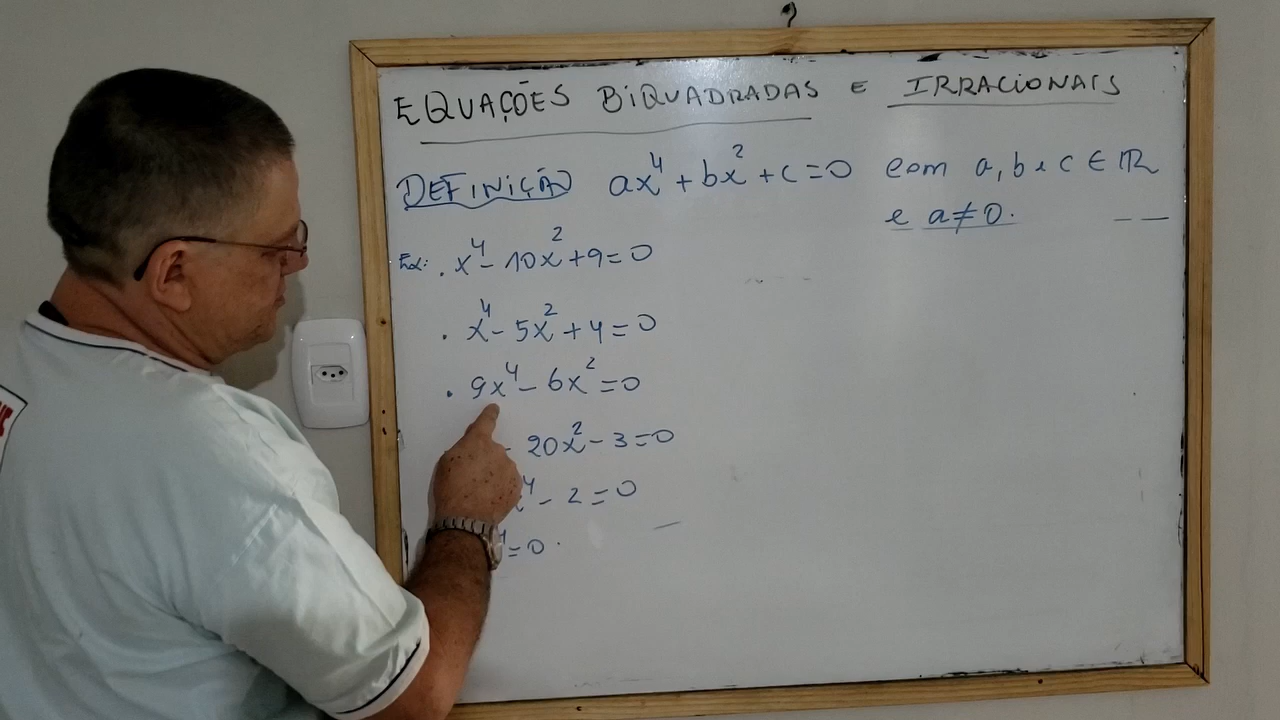 EQUAÇÕES BIQUADRADAS E IRRACIONAIS
DEFINIÇÃO ax⁴ + bx² + c = 0 com a, b e c ∈ ℝ
e a ≠ 0.
Ex: . x⁴ - 10x² + 9 = 0
. x⁴ - 5x² + 4 = 0
. 9x⁴ - 6x² = 0
- 20x² - 3 = 0
⁴ - 2 = 0
= 0.